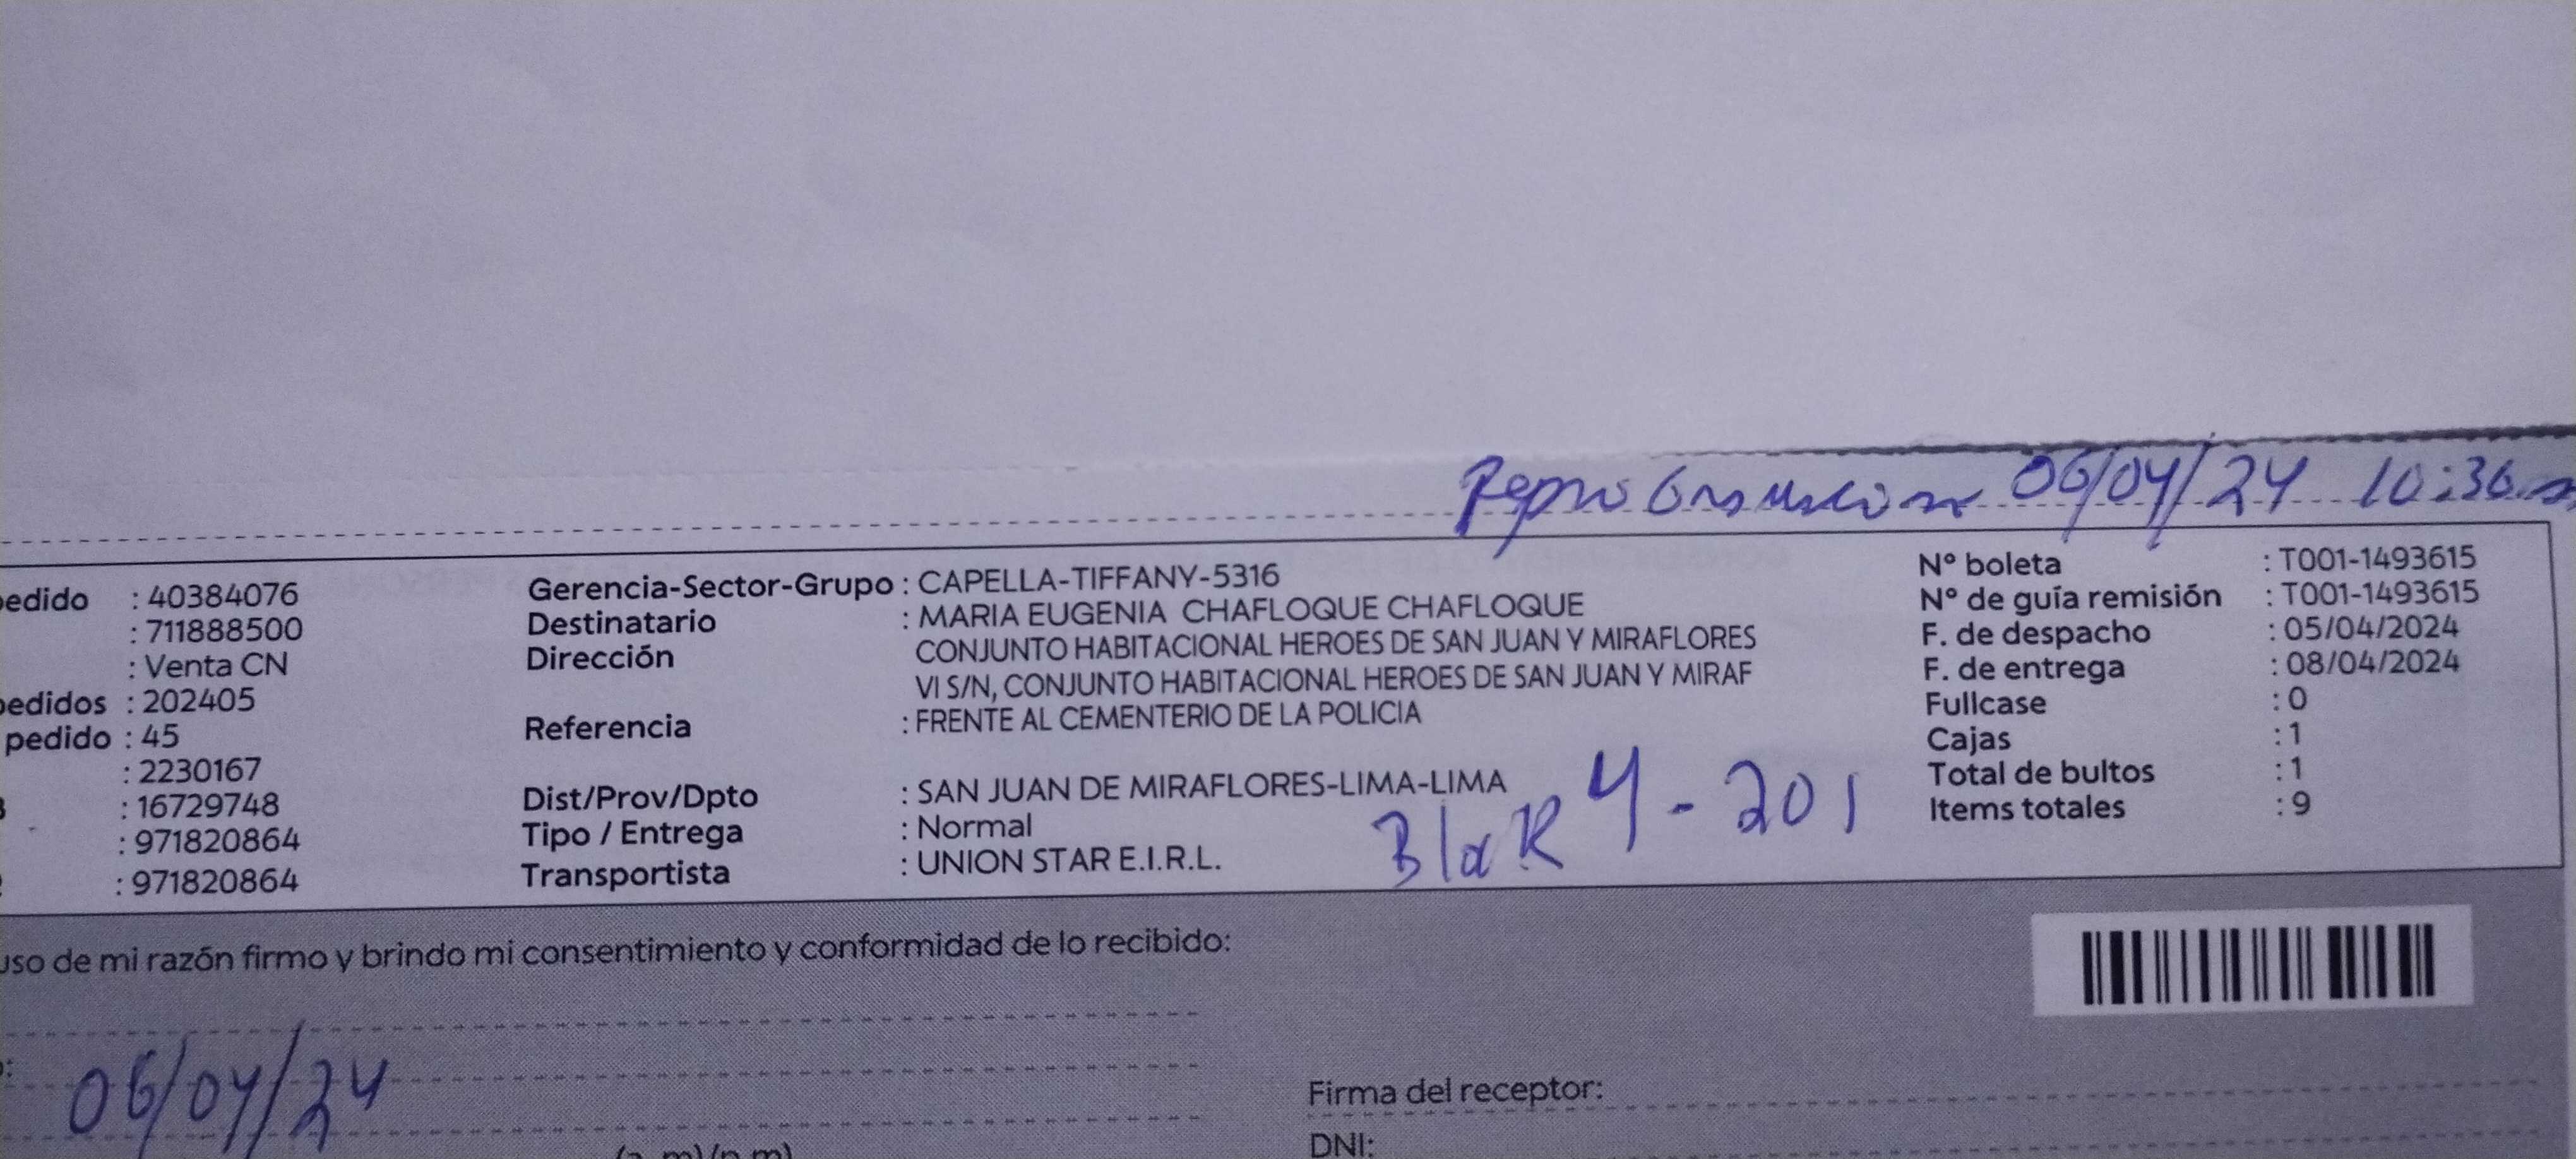 Reprogramacion 06/04/24 10:30
edido : 40384076
: 711888500
: Venta CN
pedidos : 202405
pedido : 45
: 2230167
: 16729748
: 971820864
: 971820864
Gerencia-Sector-Grupo : CAPELLA-TIFFANY-5316
Destinatario : MARIA EUGENIA CHAFLOQUE CHAFLOQUE
Dirección CONJUNTO HABITACIONAL HEROES DE SAN JUAN Y MIRAFLORES
VI S/N, CONJUNTO HABITACIONAL HEROES DE SAN JUAN Y MIRAF
Referencia : FRENTE AL CEMENTERIO DE LA POLICIA
Dist/Prov/Dpto : SAN JUAN DE MIRAFLORES-LIMA-LIMA
Tipo / Entrega : Normal
Transportista : UNION STAR E.I.R.L.
BlocK 4 - 201
N° boleta : T001-1493615
N° de guía remisión : T001-1493615
F. de despacho : 05/04/2024
F. de entrega : 08/04/2024
Fullcase : 0
Cajas : 1
Total de bultos : 1
Items totales : 9
uso de mi razón firmo y brindo mi consentimiento y conformidad de lo recibido:
06/04/24
Firma del receptor:
DNI: